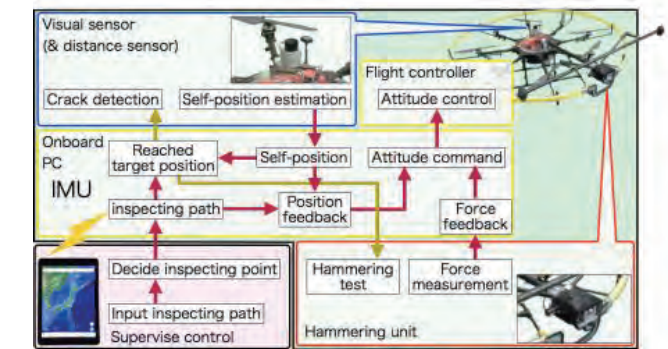 Visual sensor
(& distance sensor)
Flight controller
Crack detection
Self-position estimation
Attitude control
Onboard
PC
IMU
Reached
target position
Self-position
Attitude command
inspecting path
Position
feedback
Force
feedback
Decide inspecting point
Hammering
test
Force
measurement
Input inspecting path
Supervise control
Hammering unit